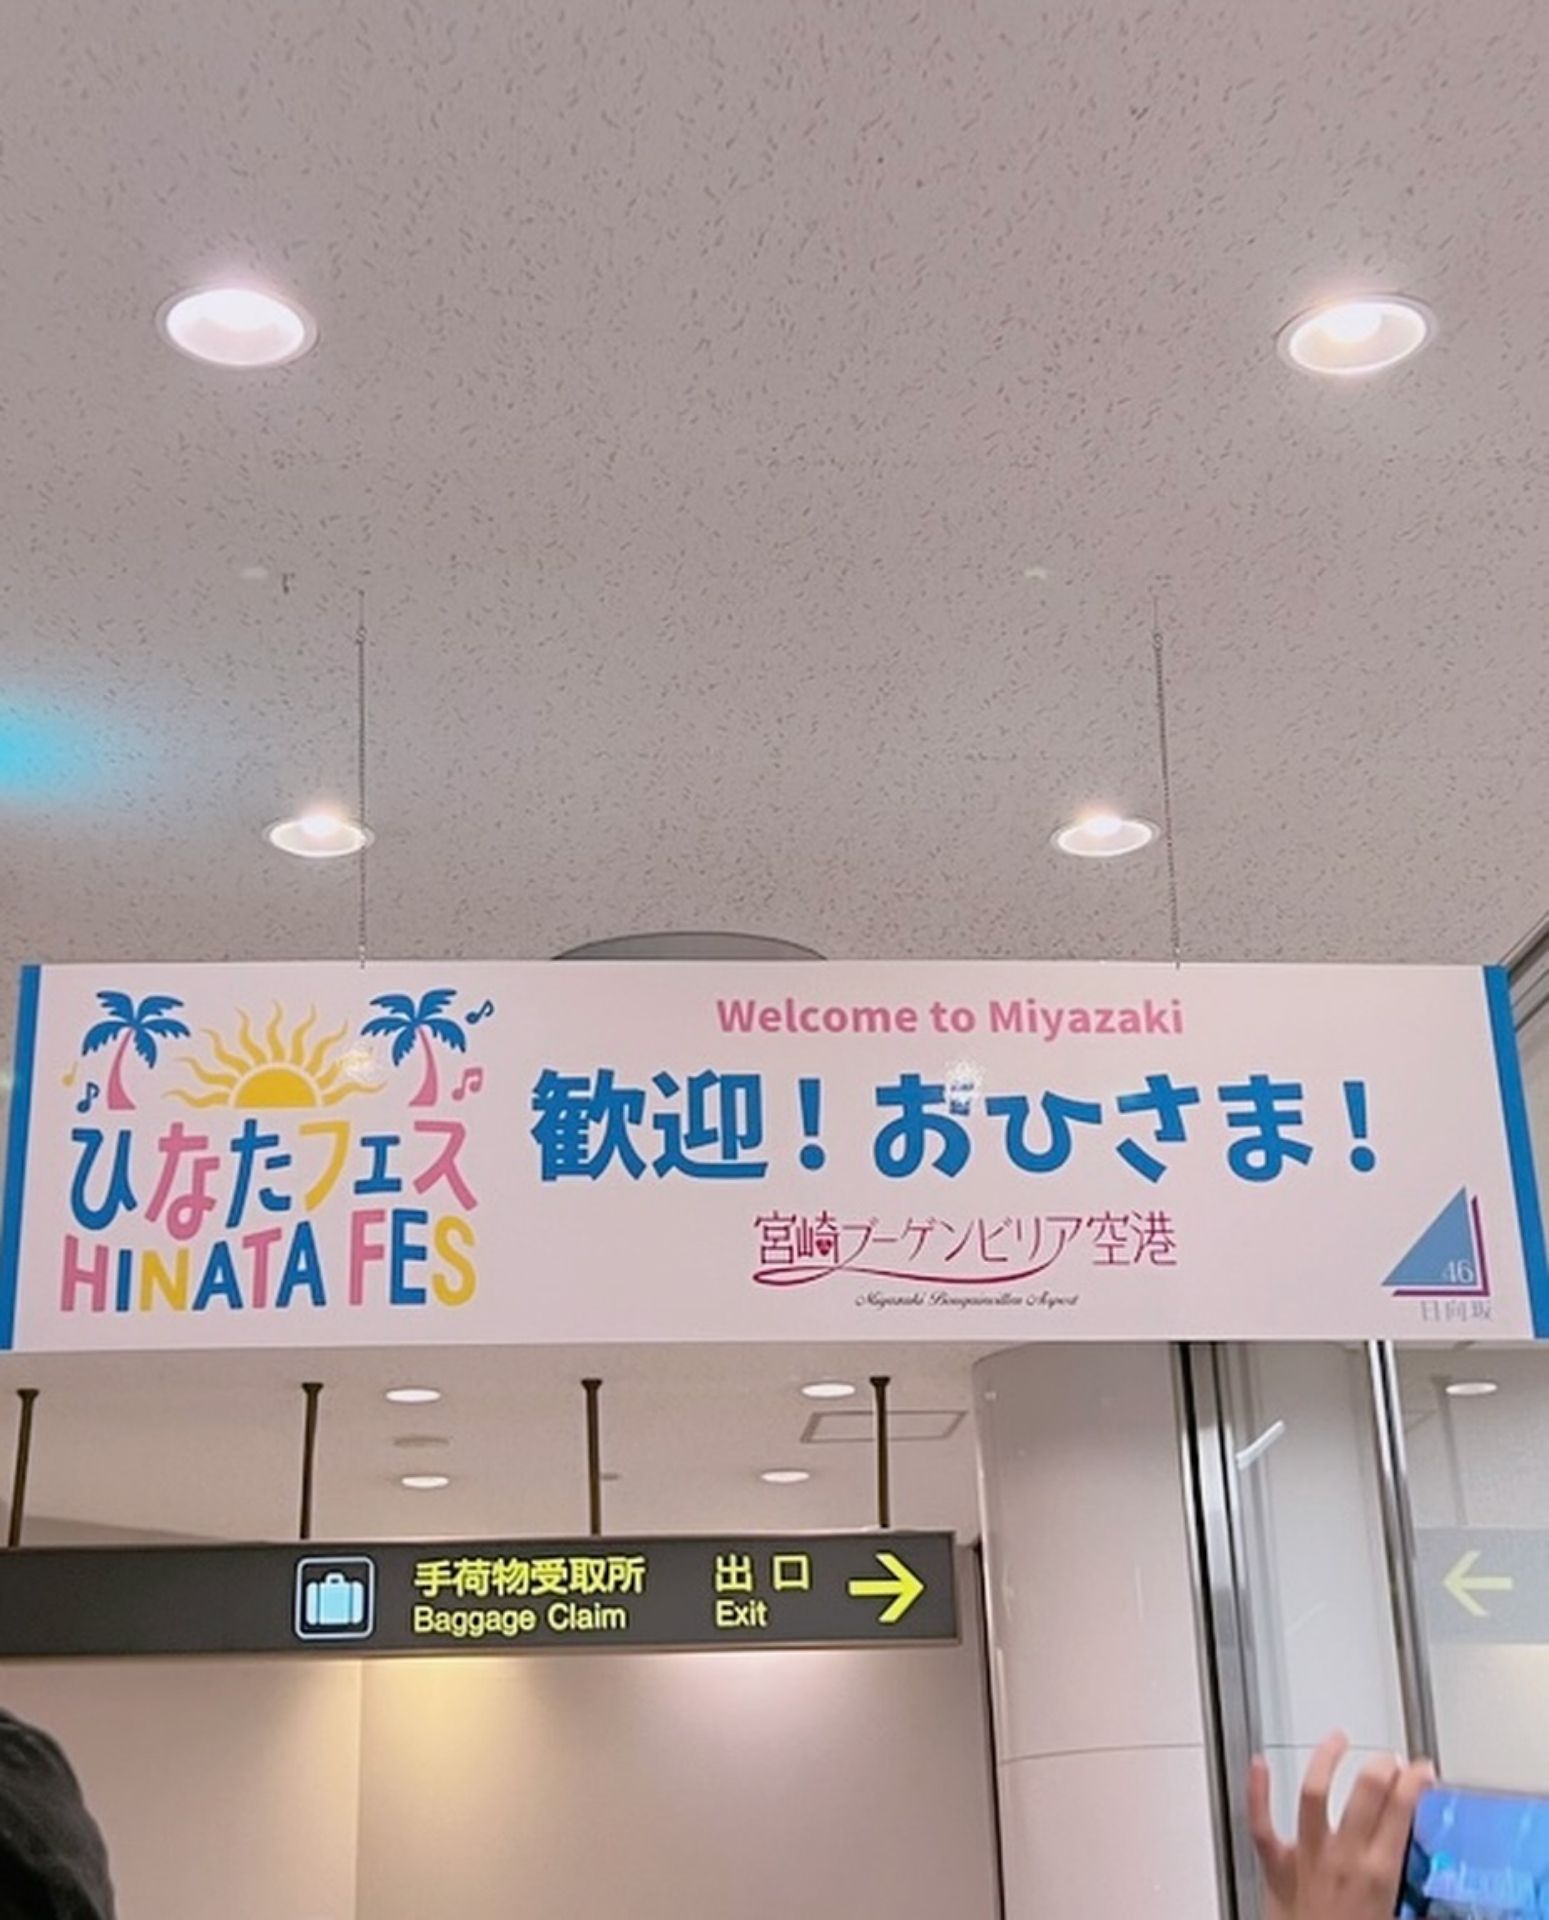 ひなたフェス
HINATA FES
Welcome to Miyazaki
歓迎！おひさま！
宮崎ブーゲンビリア空港
Miyazaki Bougainvillea Airport
46
日向坂
手荷物受取所 出口
Baggage Claim Exit